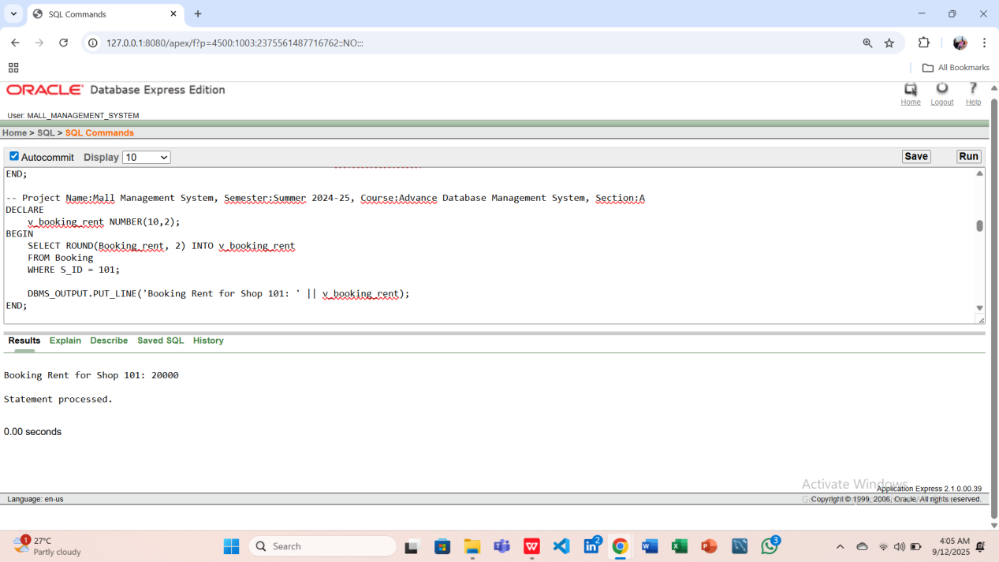 SQL Commands
127.0.0.1:8080/apex/f?p=4500:1003:2375561487716762::NO:::
All Bookmarks
ORACLE Database Express Edition
Home Logout Help
User: MALL_MANAGEMENT_SYSTEM
Home > SQL > SQL Commands
Autocommit Display 10 Save Run
END;
-- Project Name:Mall Management System, Semester:Summer 2024-25, Course:Advance Database Management System, Section:A
DECLARE
v_booking_rent NUMBER(10,2);
BEGIN
SELECT ROUND(Booking_rent, 2) INTO v_booking_rent
FROM Booking
WHERE S_ID = 101;
DBMS_OUTPUT.PUT_LINE('Booking Rent for Shop 101: ' || v_booking_rent);
END;
Results Explain Describe Saved SQL History
Booking Rent for Shop 101: 20000
Statement processed.
0.00 seconds
Activate Windows
Application Express 2.1.0.00.39
Language: en-us
Copyright © 1999, 2006, Oracle. All rights reserved.
1
27°C
Partly cloudy
Search
2
3
4:05 AM
9/12/2025